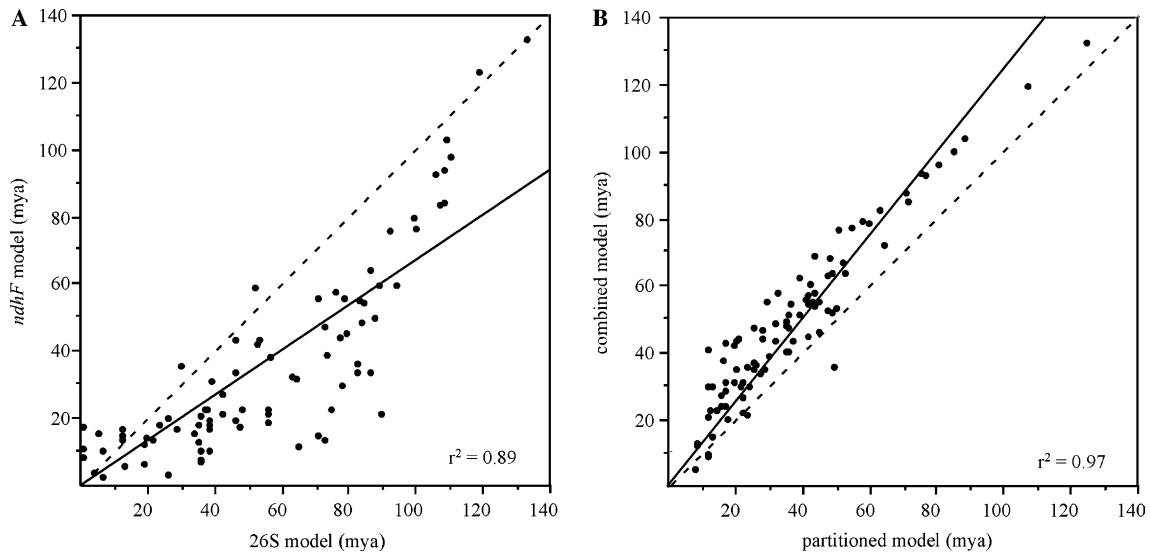 A
140
120
100
80
60
40
20
ndhF model (mya)
20 40 60 80 100 120 140
26S model (mya)
r² = 0.89
B
140
120
100
80
60
40
20
combined model (mya)
20 40 60 80 100 120 140
partitioned model (mya)
r² = 0.97